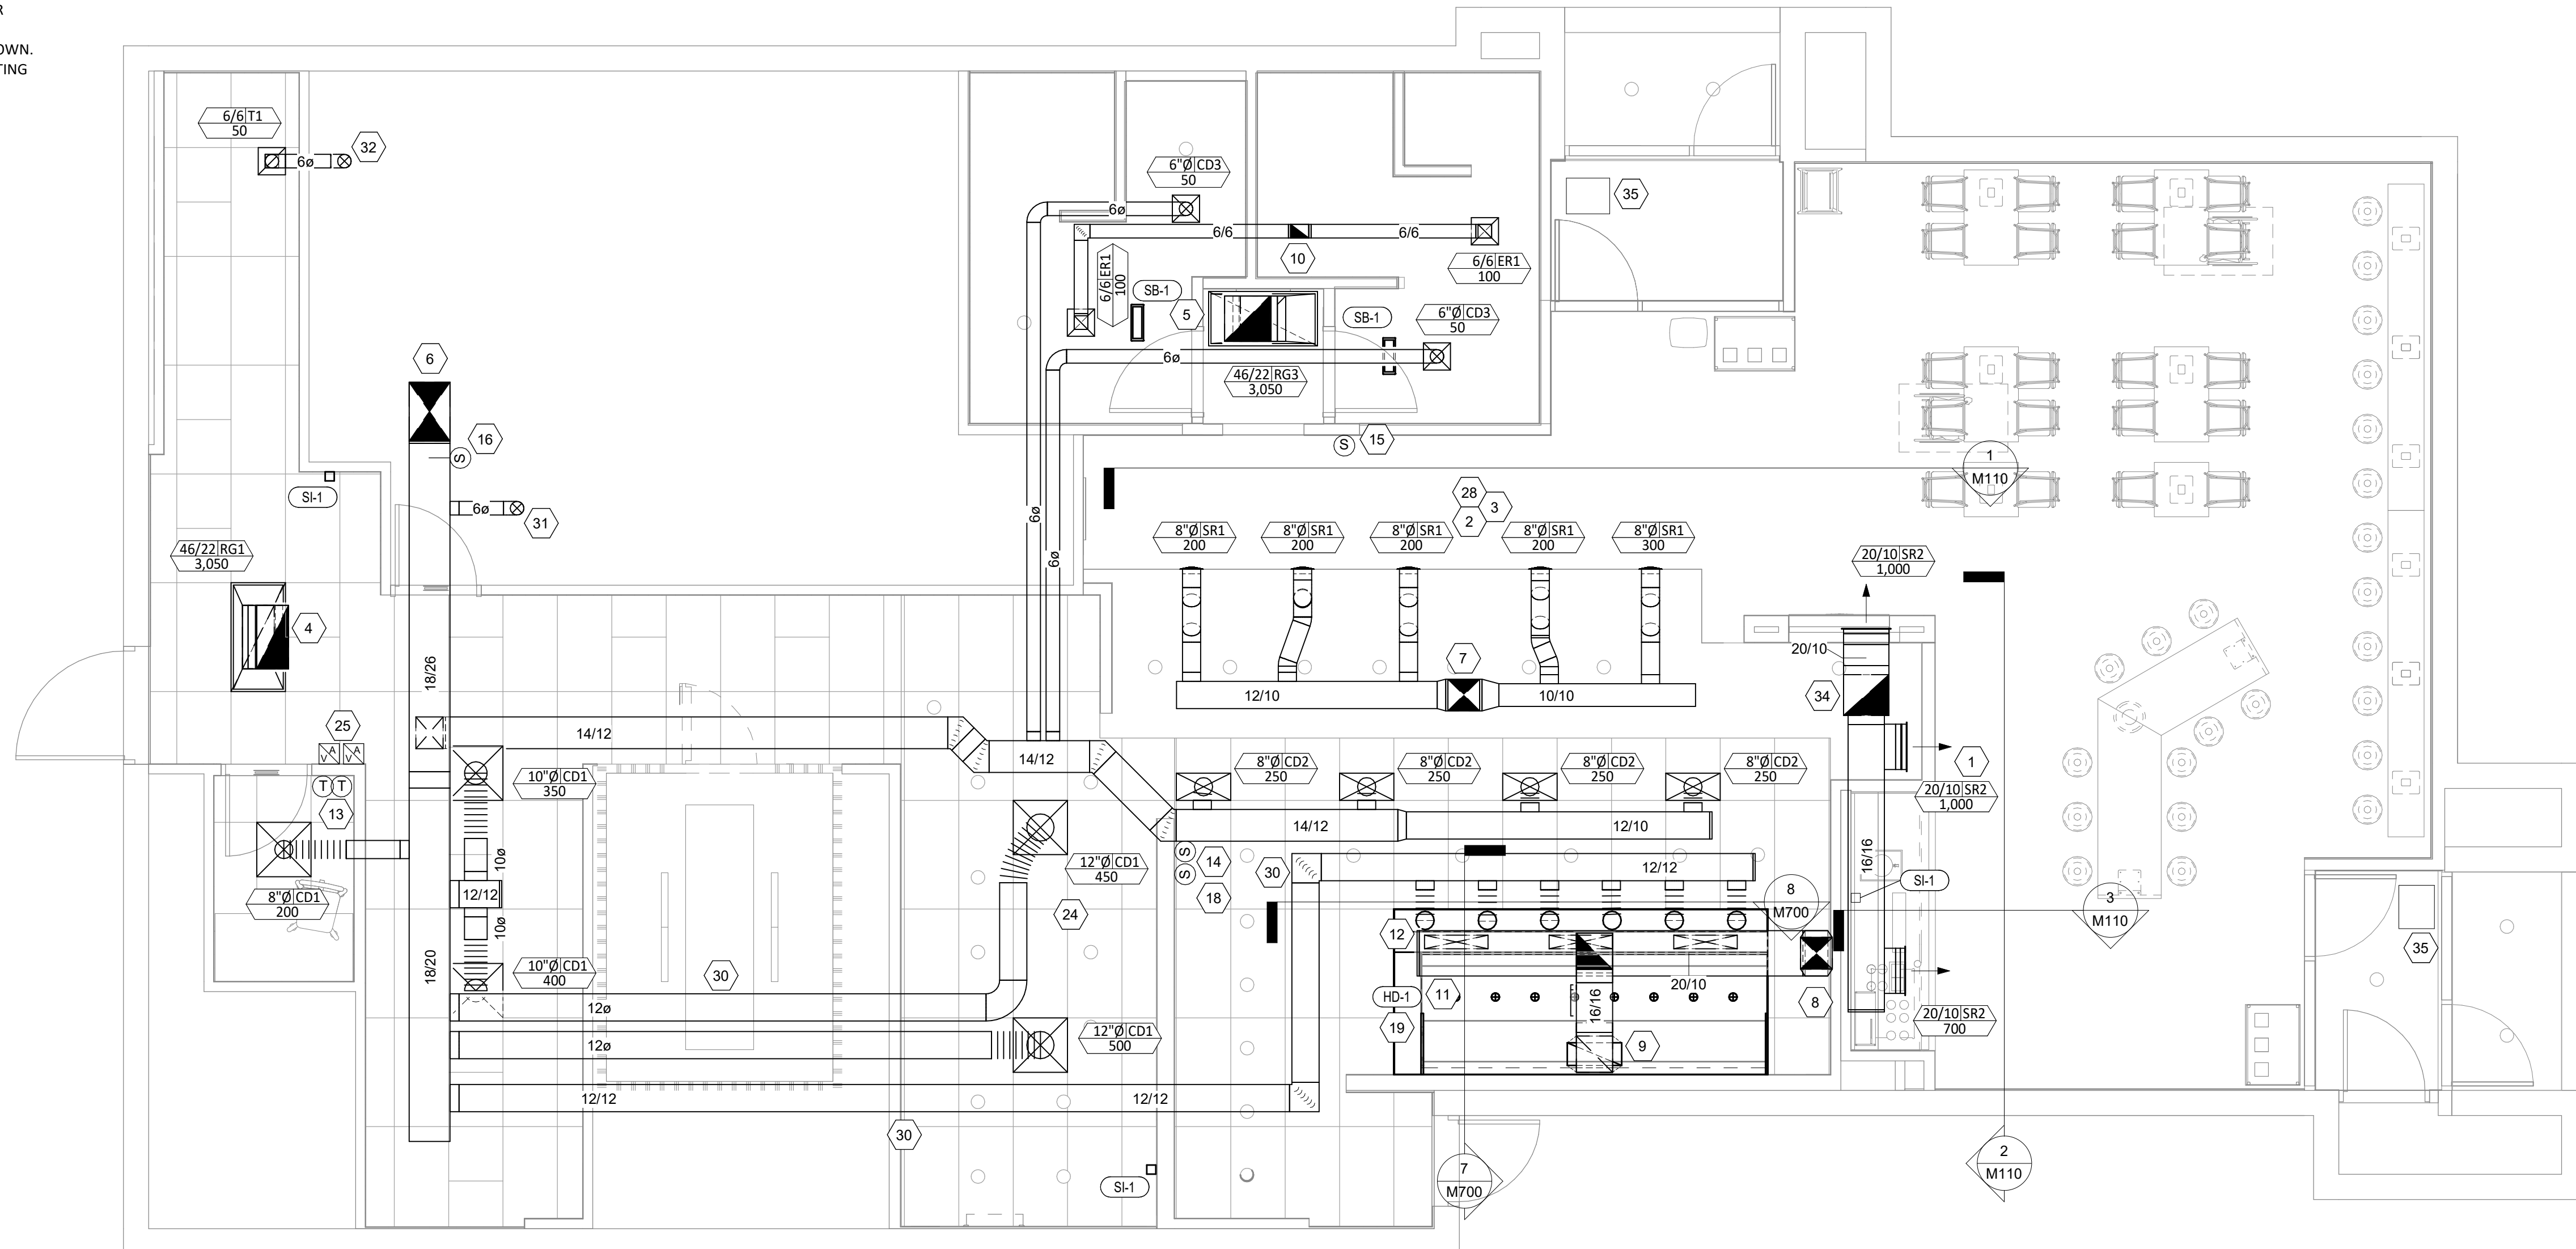 R
OWN.
TING
6/6 T1
50
32
6ø
6"Ø CD3
50
6ø
35
6/6
6/6
10
6/6 ER1
100
6/6 ER1
100
SB-1
5
SB-1
6"Ø CD3
50
6ø
46/22 RG3
3,050
6
16
S
S
15
1
M110
SI-1
6ø
31
28
3
2
6ø
6ø
8"Ø SR1
200
8"Ø SR1
200
8"Ø SR1
200
8"Ø SR1
200
8"Ø SR1
300
46/22 RG1
3,050
20/10 SR2
1,000
4
18/26
7
20/10
12/10
10/10
34
25
A
V
A
V
14/12
14/12
1
T
T
13
10"Ø CD1
350
8"Ø CD2
250
8"Ø CD2
250
8"Ø CD2
250
8"Ø CD2
250
20/10 SR2
1,000
14/12
12/10
10ø
12/12
10ø
8"Ø CD1
200
12"Ø CD1
450
S
S
14
18
30
12/12
16/16
SI-1
8
M700
3
M110
24
12
35
18/20
10"Ø CD1
400
30
HD-1
11
20/10
16/16
8
19
9
20/10 SR2
700
12ø
12ø
12"Ø CD1
500
12/12
12/12
30
SI-1
7
M700
2
M110